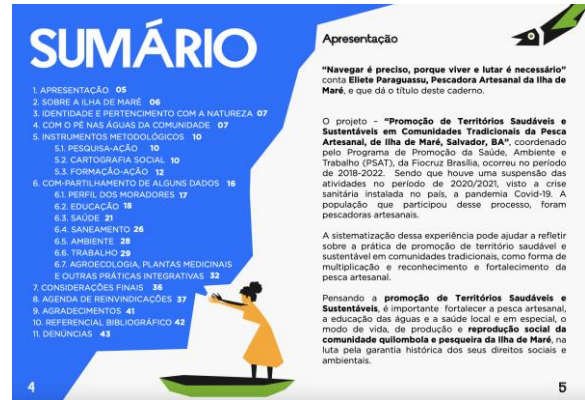 SUMÁRIO
1. APRESENTAÇÃO 05
2. SOBRE A ILHA DE MARÉ 06
3. IDENTIDADE E PERTENCIMENTO COM A NATUREZA 07
4. COM O PÉ NAS ÁGUAS DA COMUNIDADE 07
5. INSTRUMENTOS METODOLÓGICOS 10
5.1. PESQUISA-AÇÃO 10
5.2. CARTOGRAFIA SOCIAL 10
5.3. FORMAÇÃO-AÇÃO 12
6. COM-PARTILHAMENTO DE ALGUNS DADOS 16
6.1. PERFIL DOS MORADORES 17
6.2. EDUCAÇÃO 18
6.3. SAÚDE 21
6.4. SANEAMENTO 26
6.5. AMBIENTE 28
6.6. TRABALHO 29
6.7. AGROECOLOGIA, PLANTAS MEDICINAIS
E OUTRAS PRÁTICAS INTEGRATIVAS 32
7. CONSIDERAÇÕES FINAIS 36
8. AGENDA DE REINVINDICAÇÕES 37
9. AGRADECIMENTOS 41
10. REFERENCIAL BIBLIOGRÁFICO 42
11. DENÚNCIAS 43
4
Apresentação
“Navegar é preciso, porque viver e lutar é necessário”
conta Eliete Paraguassu, Pescadora Artesanal da Ilha de
Maré, e que dá o título deste caderno.
O projeto – “Promoção de Territórios Saudáveis e
Sustentáveis em Comunidades Tradicionais da Pesca
Artesanal, de Ilha de Maré, Salvador, BA”, coordenado
pelo Programa de Promoção da Saúde, Ambiente e
Trabalho (PSAT), da Fiocruz Brasília, ocorreu no período
de 2018-2022. Sendo que houve uma suspensão das
atividades no período de 2020/2021, visto a crise
sanitária instalada no país, a pandemia Covid-19. A
população que participou desse processo, foram
pescadoras artesanais.
A sistematização dessa experiência pode ajudar a refletir
sobre a prática de promoção de território saudável e
sustentável em comunidades tradicionais, como forma de
multiplicação e reconhecimento e fortalecimento da
pesca artesanal.
Pensando a promoção de Territórios Saudáveis e
Sustentáveis, é importante fortalecer a pesca artesanal,
a educação das águas e a saúde local e em especial, o
modo de vida, de produção e reprodução social da
comunidade quilombola e pesqueira da Ilha de Maré, na
luta pela garantia histórica dos seus direitos sociais e
ambientais.
5